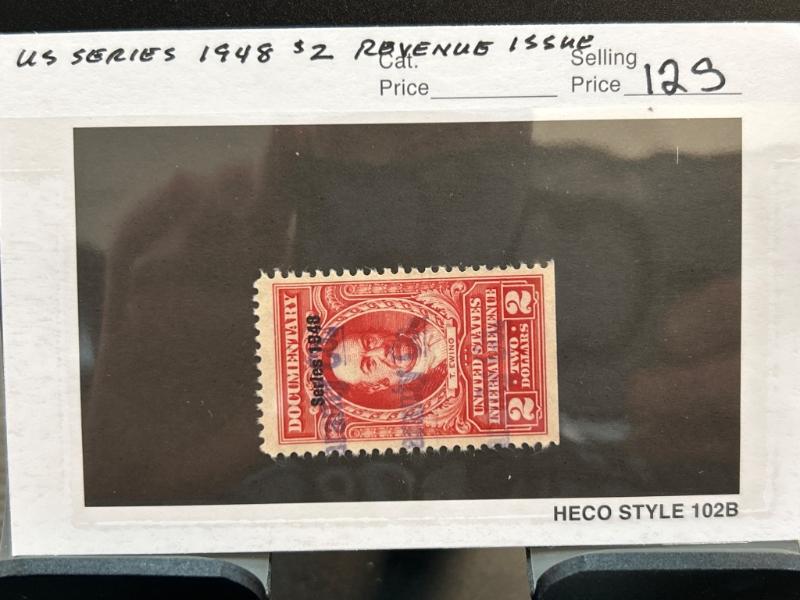 US SERIES 1948 $2 REVENUE ISSUE
Cat. Price
Selling Price 125
DOCUMENTARY
Series 1948
T. EWING
UNITED STATES
INTERNAL REVENUE
2 TWO DOLLARS 2
HECO STYLE 102B